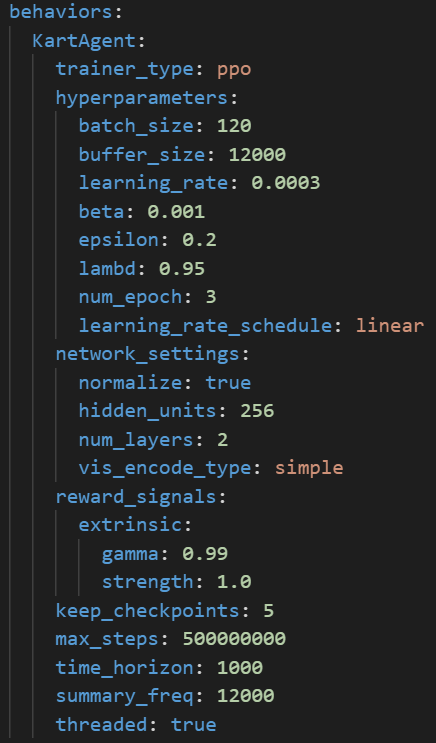 behaviors:
  KartAgent:
    trainer_type: ppo
    hyperparameters:
      batch_size: 120
      buffer_size: 12000
      learning_rate: 0.0003
      beta: 0.001
      epsilon: 0.2
      lambd: 0.95
      num_epoch: 3
      learning_rate_schedule: linear
    network_settings:
      normalize: true
      hidden_units: 256
      num_layers: 2
      vis_encode_type: simple
    reward_signals:
      extrinsic:
        gamma: 0.99
        strength: 1.0
    keep_checkpoints: 5
    max_steps: 500000000
    time_horizon: 1000
    summary_freq: 12000
    threaded: true